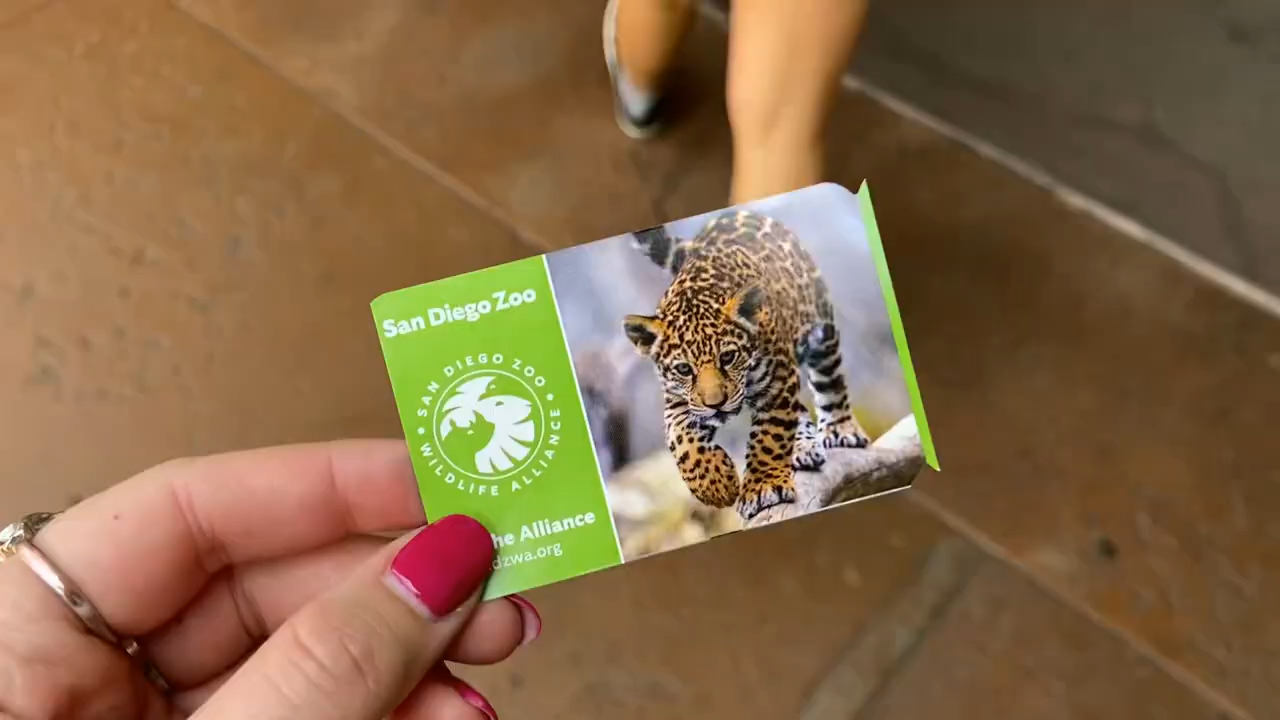 San Diego Zoo
SAN DIEGO ZOO
WILDLIFE ALLIANCE
he Alliance
dzwa.org